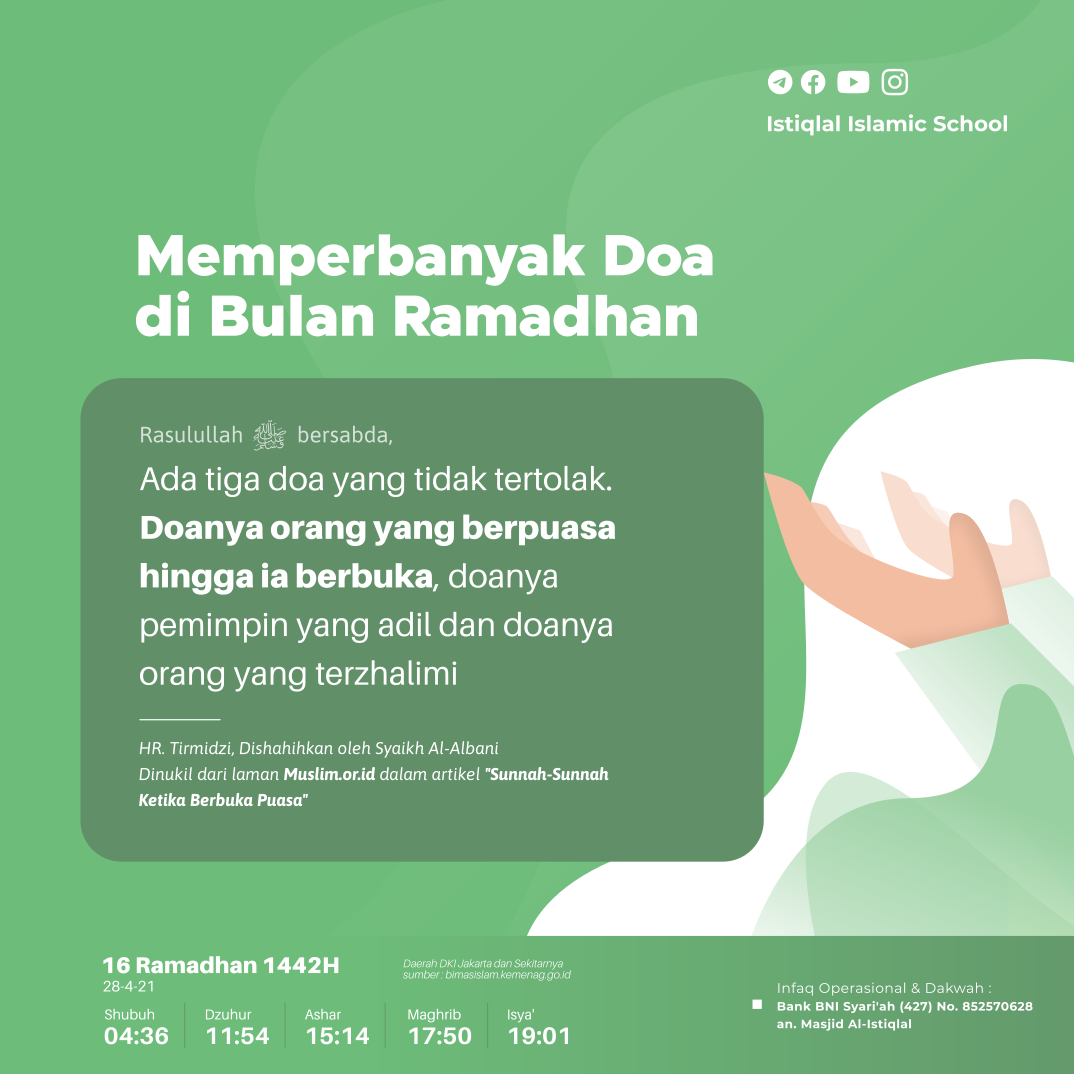 Istiqlal Islamic School
Memperbanyak Doa
di Bulan Ramadhan
Rasulullah ﷺ bersabda,
Ada tiga doa yang tidak tertolak.
Doanya orang yang berpuasa
hingga ia berbuka, doanya
pemimpin yang adil dan doanya
orang yang terzhalimi
HR. Tirmidzi, Dishahihkan oleh Syaikh Al-Albani
Dinukil dari laman Muslim.or.id dalam artikel "Sunnah-Sunnah
Ketika Berbuka Puasa"
16 Ramadhan 1442H
28-4-21
Daerah DKI Jakarta dan Sekitarnya
sumber : bimasislam.kemenag.go.id
Shubuh Dzuhur Ashar Maghrib Isya'
04:36 11:54 15:14 17:50 19:01
Infaq Operasional & Dakwah :
Bank BNI Syari'ah (427) No. 852570628
an. Masjid Al-Istiqlal